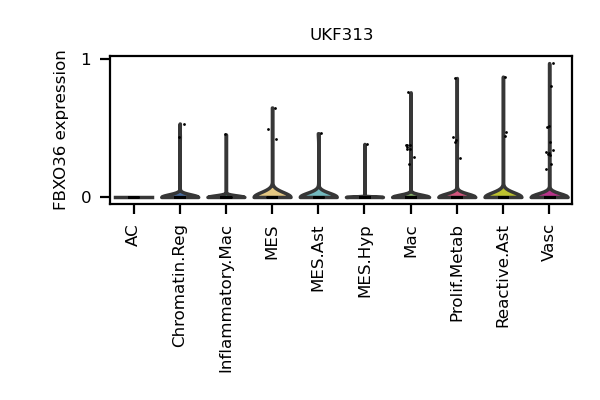 UKF313
FBXO36 expression
1
0
AC
Chromatin.Reg
Inflammatory.Mac
MES
MES.Ast
MES.Hyp
Mac
Prolif.Metab
Reactive.Ast
Vasc